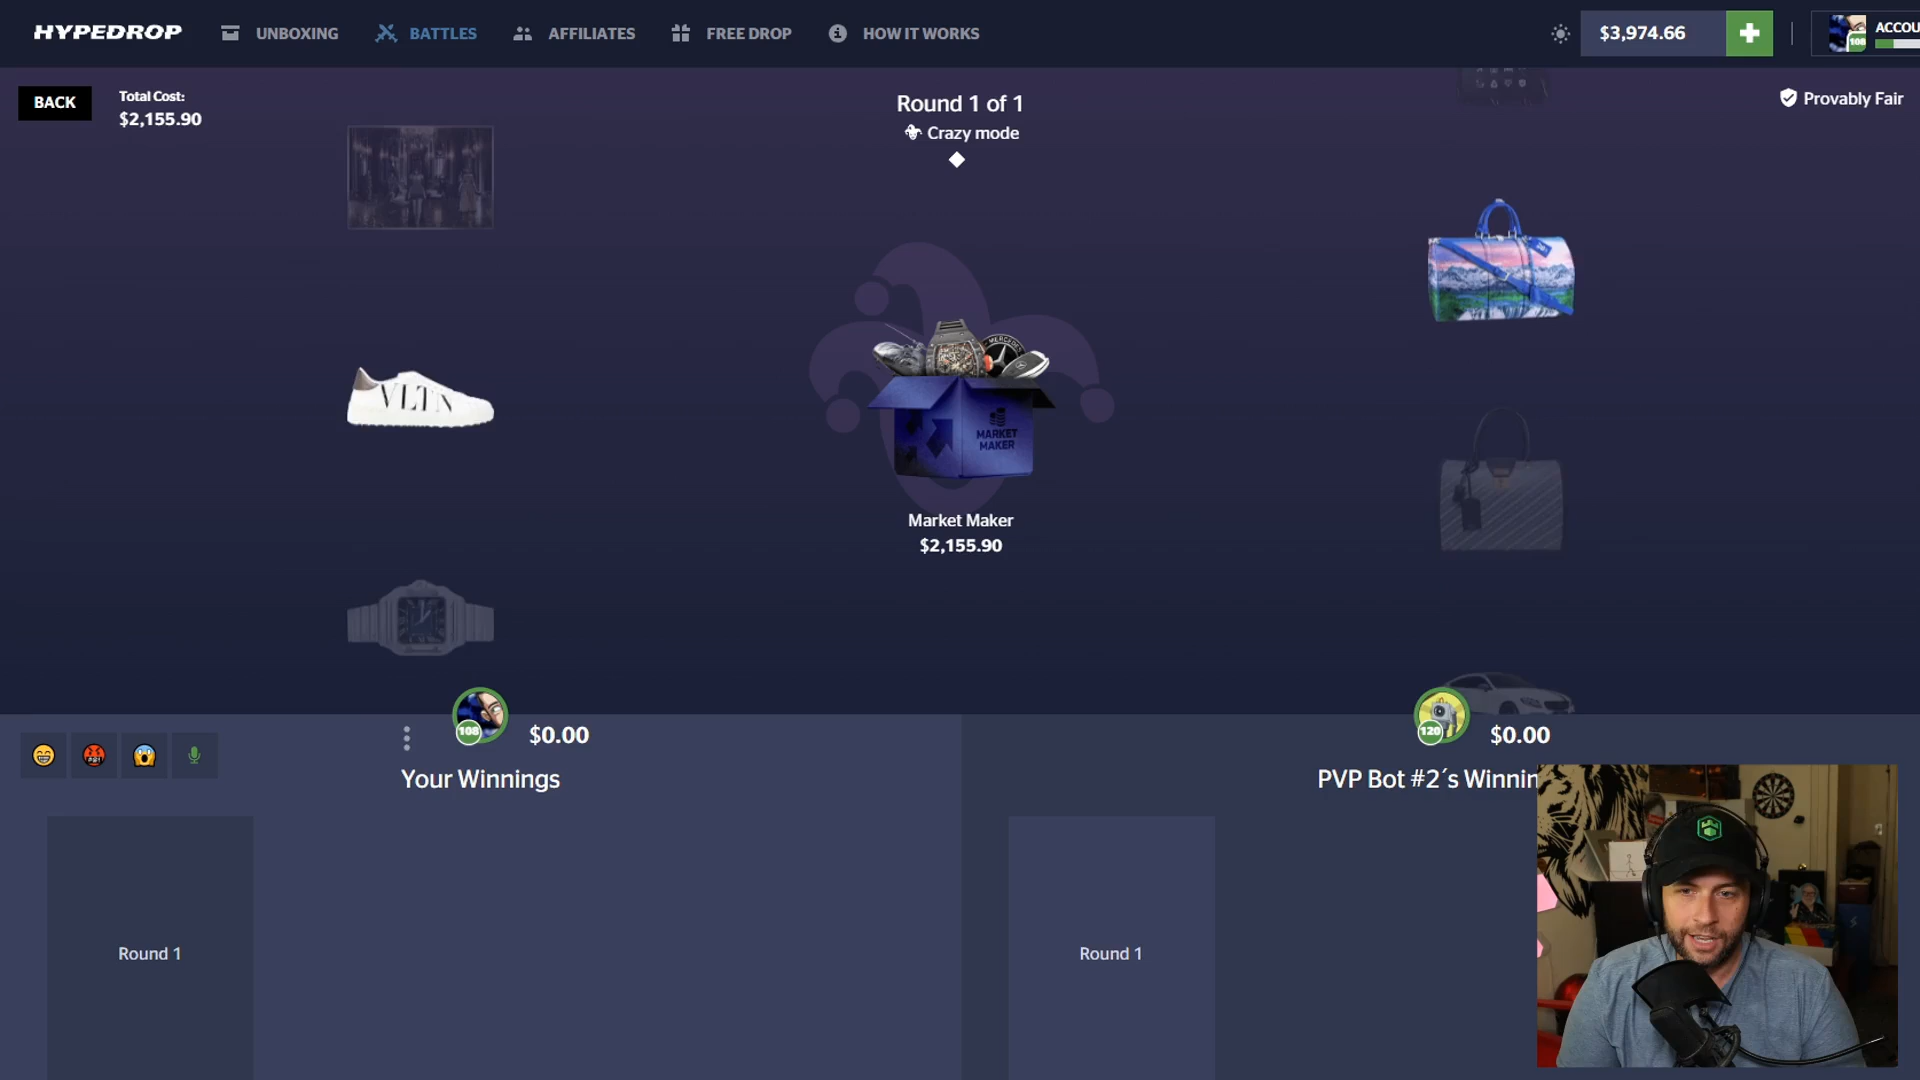 HYPEDROP
UNBOXING
BATTLES
AFFILIATES
FREE DROP
HOW IT WORKS
$3,974.66
108
ACCOU
BACK
Total Cost:
$2,155.90
Round 1 of 1
Crazy mode
Provably Fair
VLTN
MERCEDES
MARKET
MAKER
Market Maker
$2,155.90
108
$0.00
Your Winnings
120
$0.00
PVP Bot #2´s Winnin
Round 1
Round 1